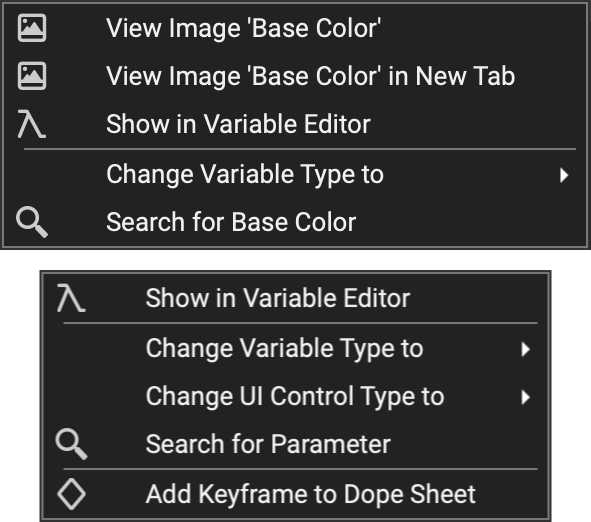 View Image 'Base Color'
View Image 'Base Color' in New Tab
Show in Variable Editor
Change Variable Type to
Search for Base Color
Show in Variable Editor
Change Variable Type to
Change UI Control Type to
Search for Parameter
Add Keyframe to Dope Sheet